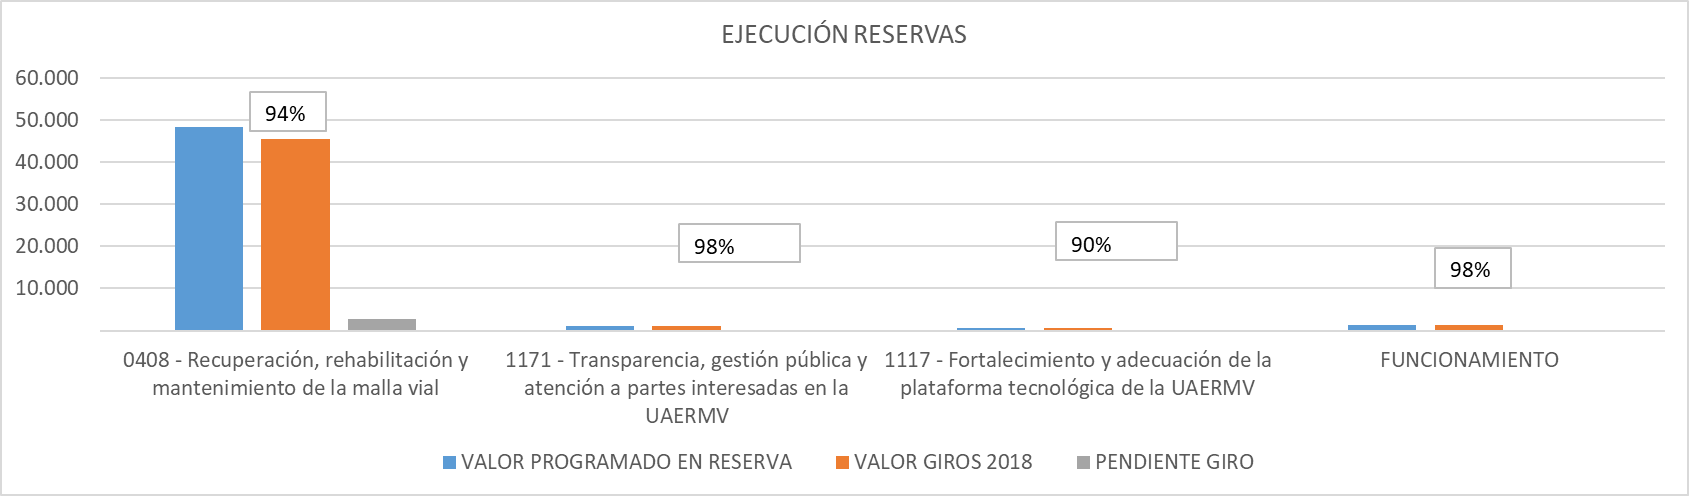 EJECUCIÓN RESERVAS
60.000
50.000
40.000
30.000
20.000
10.000
94%
98%
90%
98%
0408 - Recuperación, rehabilitación y
mantenimiento de la malla vial
1171 - Transparencia, gestión pública y
atención a partes interesadas en la
UAERMV
1117 - Fortalecimiento y adecuación de la
plataforma tecnológica de la UAERMV
FUNCIONAMIENTO
VALOR PROGRAMADO EN RESERVA
VALOR GIROS 2018
PENDIENTE GIRO